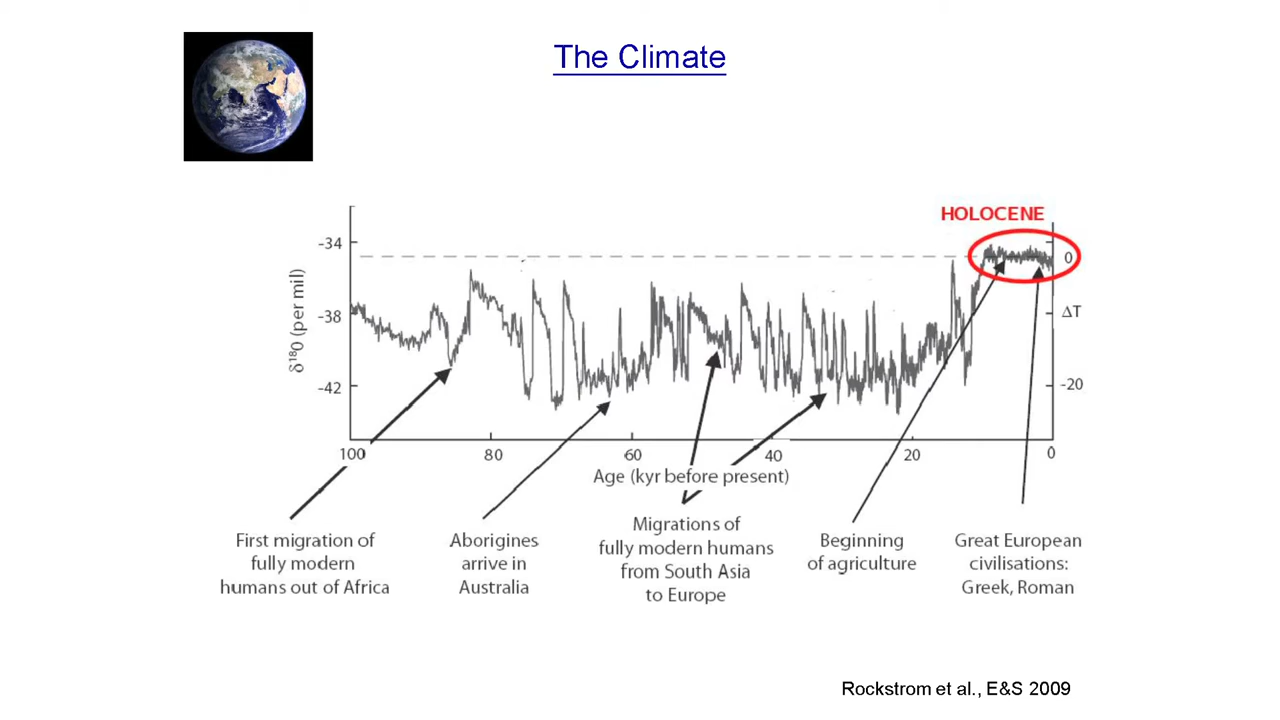 The Climate
HOLOCENE
-34
-38
-42
δ¹⁸0 (per mil)
0
ΔT
-20
100
80
60
40
20
0
Age (kyr before present)
First migration of
fully modern
humans out of Africa
Aborigines
arrive in
Australia
Migrations of
fully modern humans
from South Asia
to Europe
Beginning
of agriculture
Great European
civilisations:
Greek, Roman
Rockstrom et al., E&S 2009